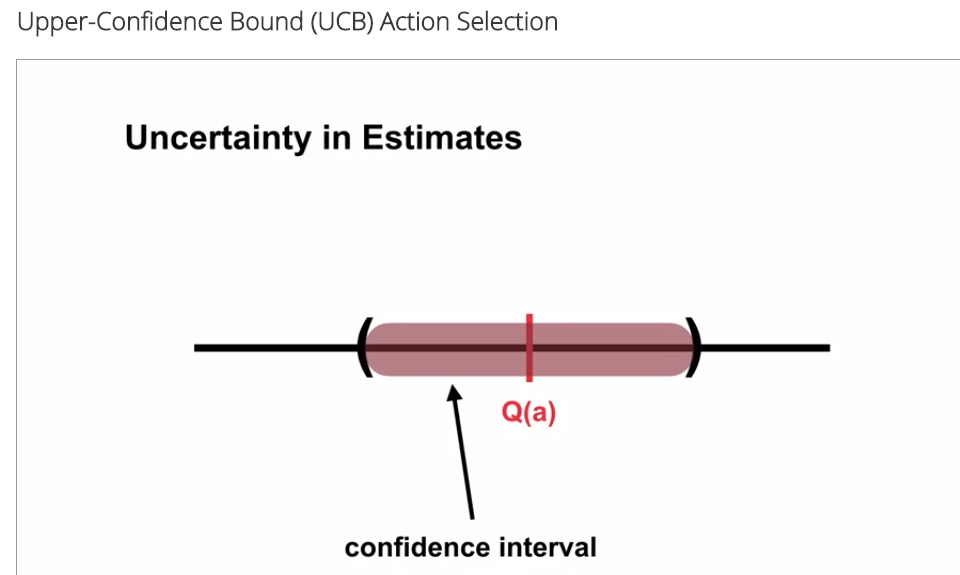 Upper-Confidence Bound (UCB) Action Selection
Uncertainty in Estimates
Q(a)
confidence interval